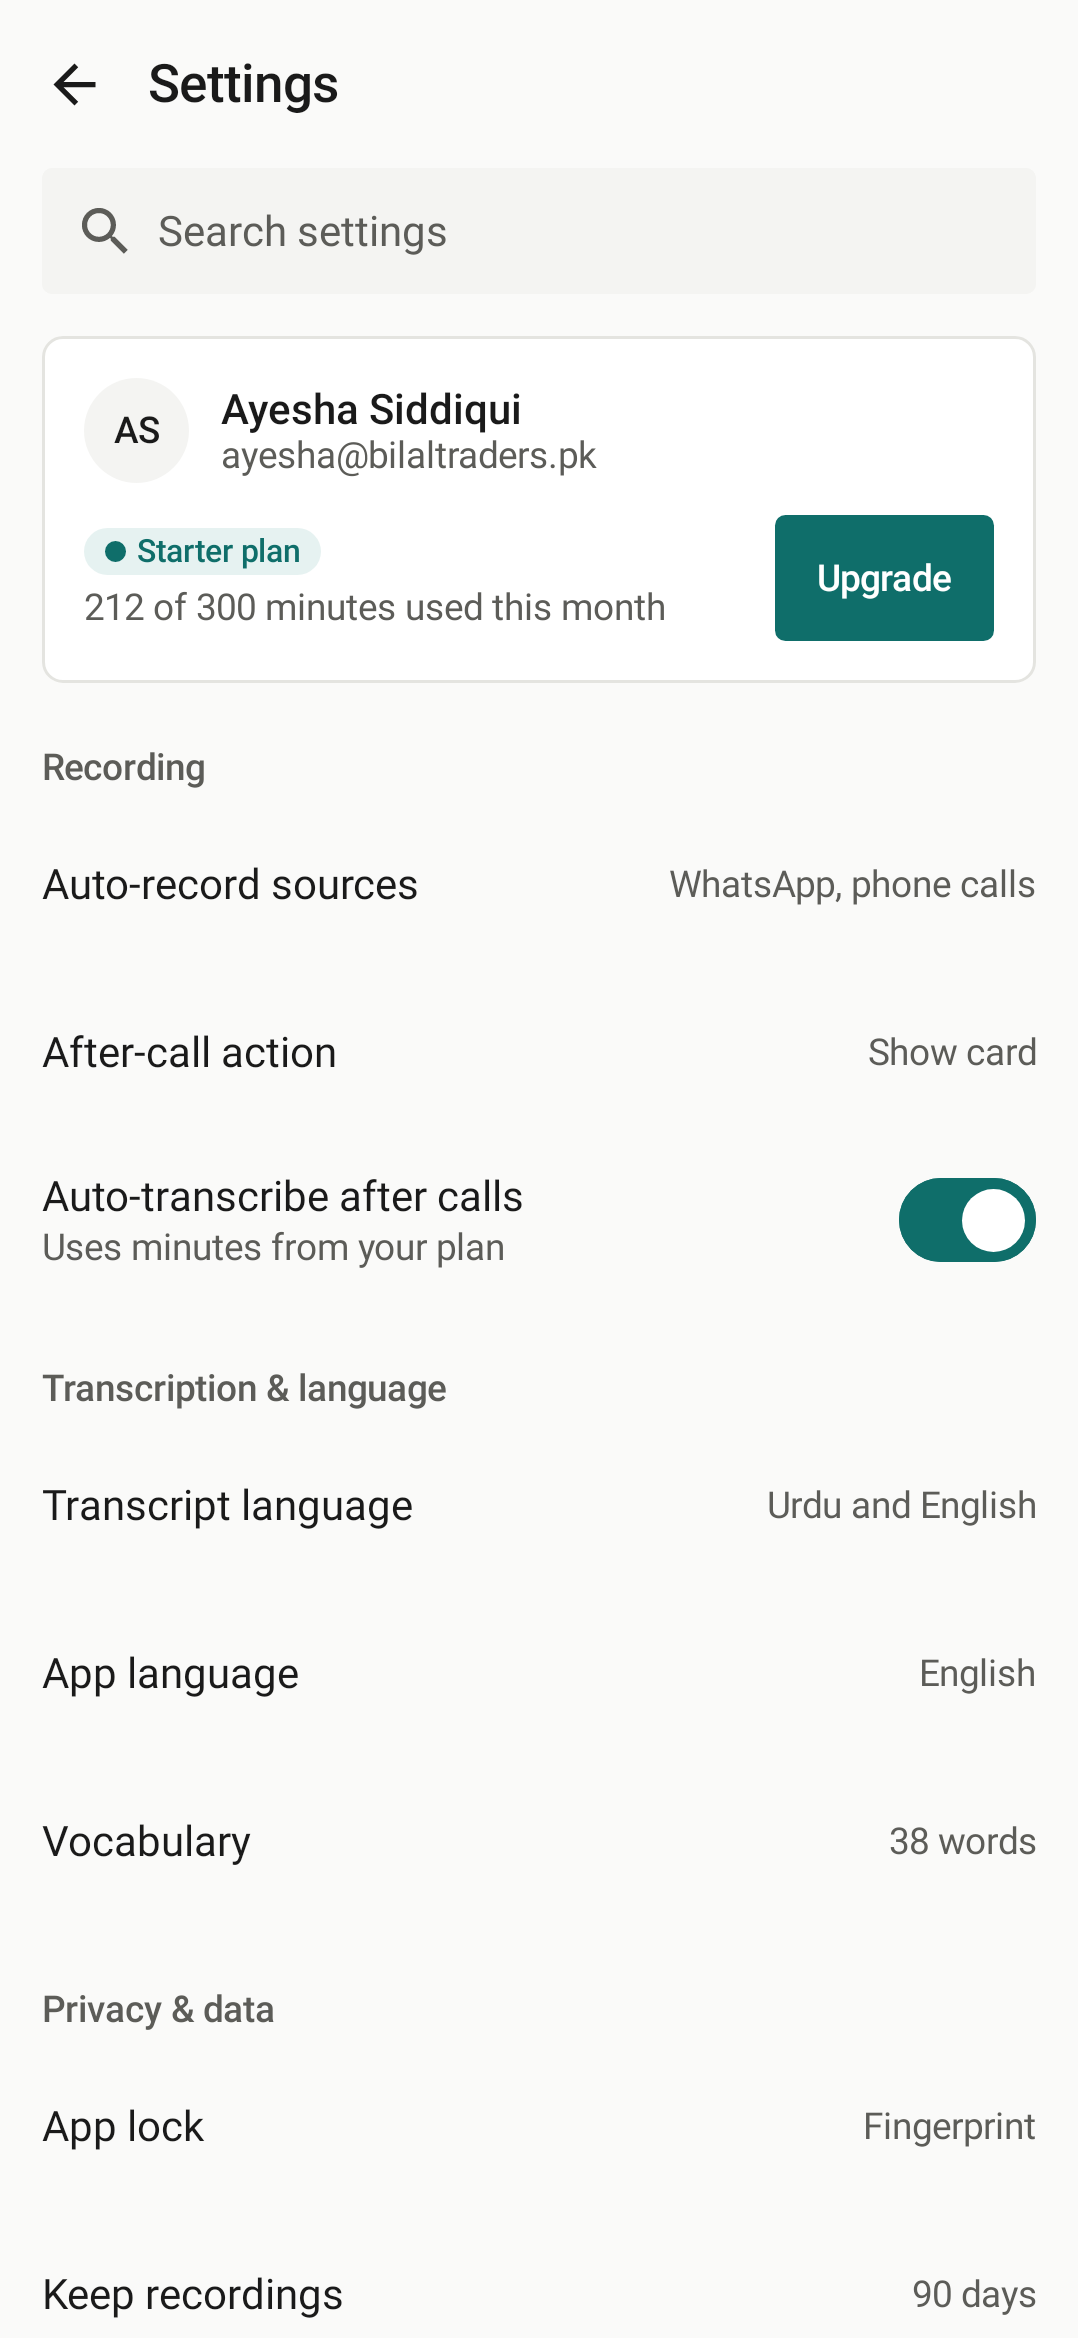 Settings
Search settings
AS
Ayesha Siddiqui
ayesha@bilaltraders.pk
Starter plan
212 of 300 minutes used this month
Upgrade
Recording
Auto-record sources
WhatsApp, phone calls
After-call action
Show card
Auto-transcribe after calls
Uses minutes from your plan
Transcription & language
Transcript language
Urdu and English
App language
English
Vocabulary
38 words
Privacy & data
App lock
Fingerprint
Keep recordings
90 days